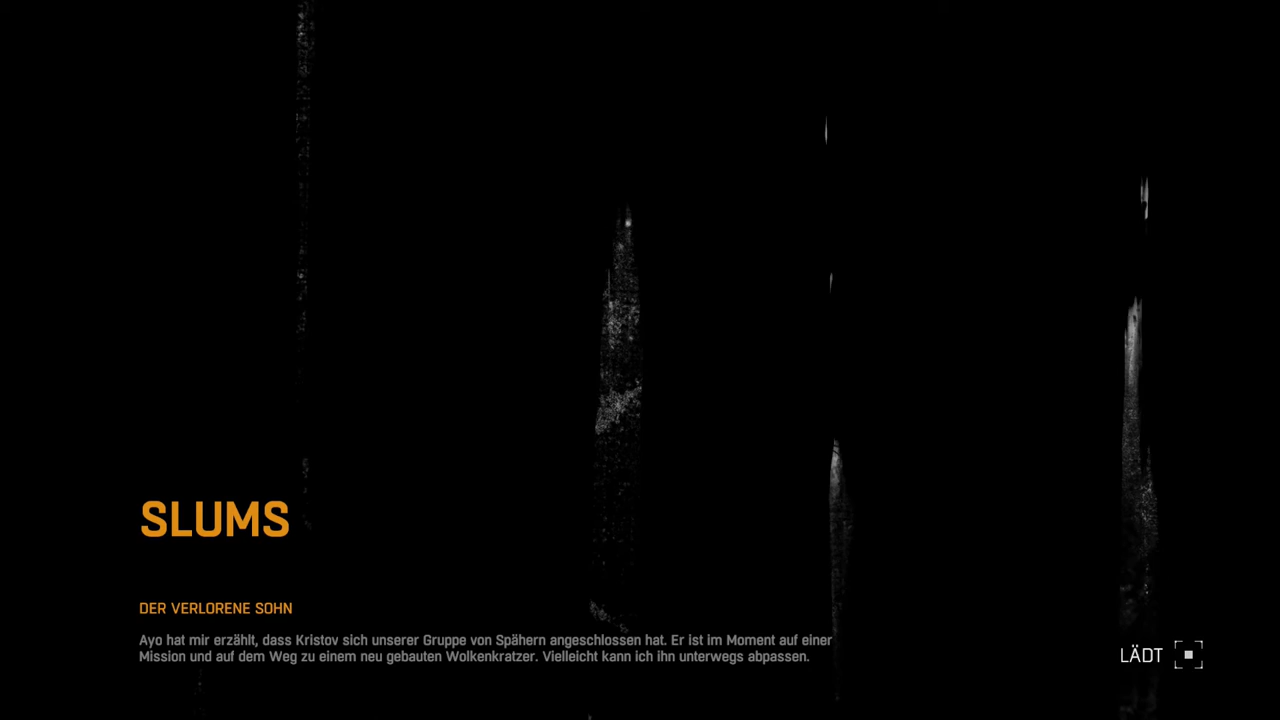 SLUMS
DER VERLORENE SOHN
Ayo hat mir erzählt, dass Kristov sich unserer Gruppe von Spähern angeschlossen hat. Er ist im Moment auf einer
Mission und auf dem Weg zu einem neu gebauten Wolkenkratzer. Vielleicht kann ich ihn unterwegs abpassen.
LÄDT